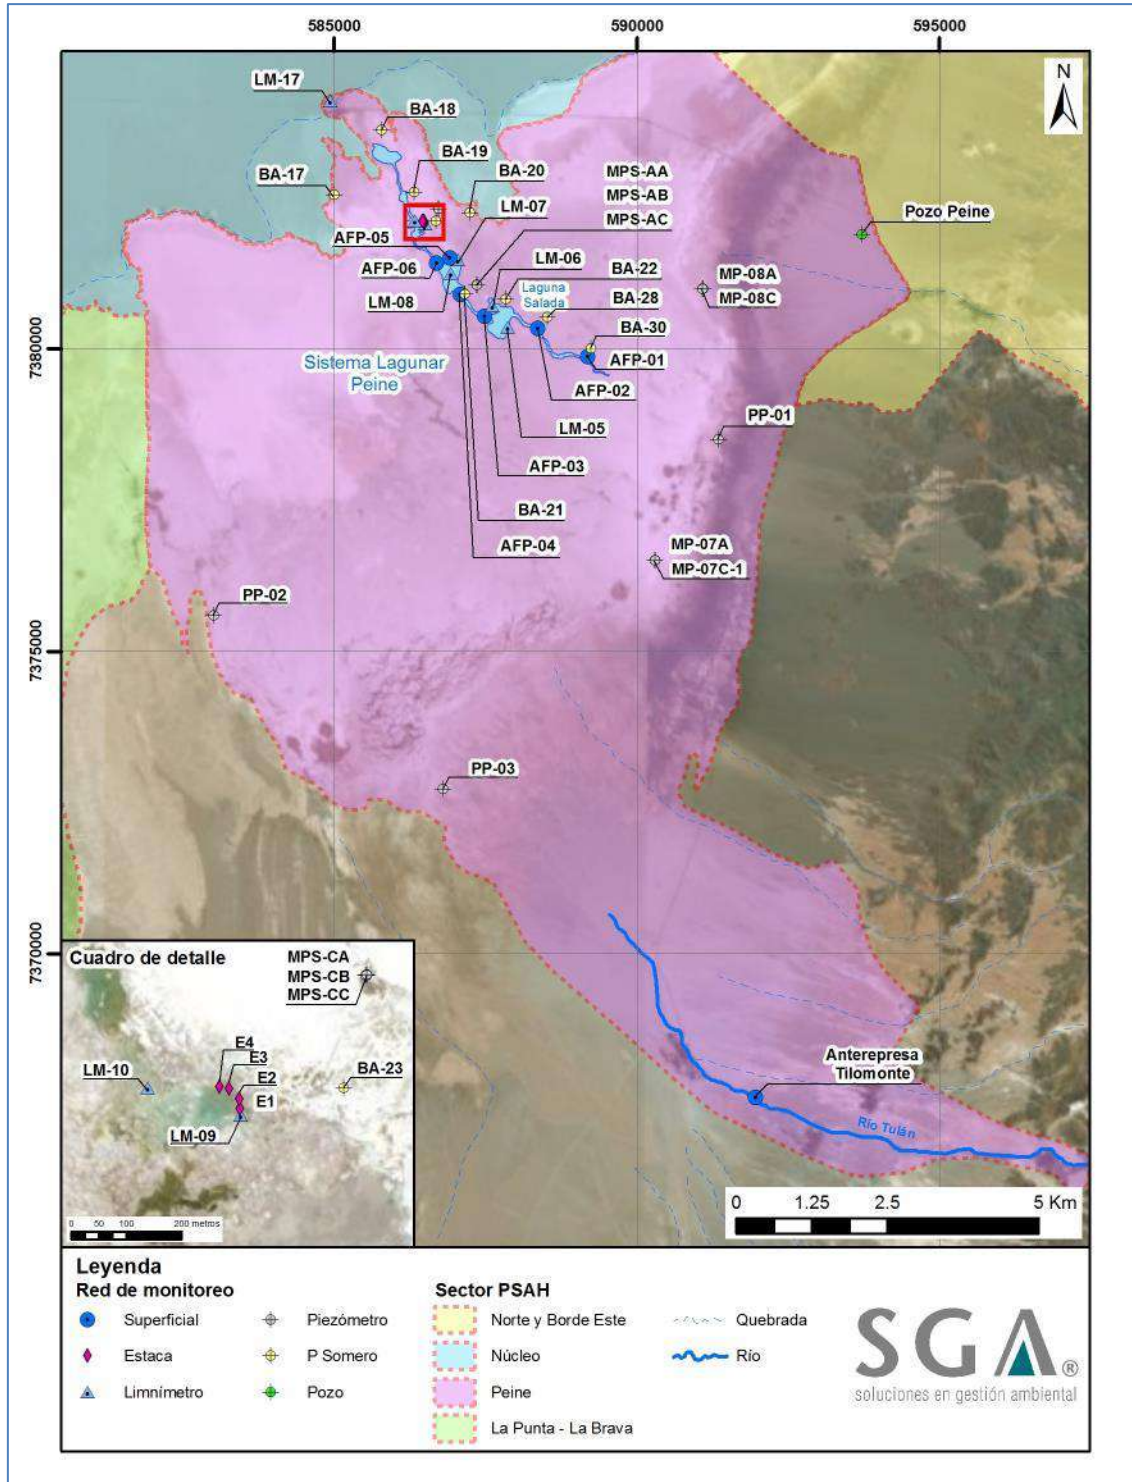 585000
590000
595000
N
LM-17
BA-18
BA-19
BA-17
BA-20
LM-07
MPS-AA
MPS-AB
MPS-AC
Pozo Peine
AFP-05
AFP-06
LM-06
BA-22
MP-08A
MP-08C
LM-08
Laguna
Salada
BA-28
BA-30
7380000
Sistema Lagunar
Peine
AFP-01
AFP-02
PP-01
LM-05
AFP-03
BA-21
AFP-04
MP-07A
MP-07C-1
PP-02
7375000
PP-03
7370000
Cuadro de detalle
MPS-CA
MPS-CB
MPS-CC
E4
E3
E2
E1
LM-10
BA-23
LM-09
0 50 100 200 metros
Anterepresa
Tilomonte
Río Tulán
0 1.25 2.5 5 Km
Leyenda
Red de monitoreo
Superficial
Piezómetro
Estaca
P Somero
Limnímetro
Pozo
Sector PSAH
Norte y Borde Este
Núcleo
Peine
La Punta - La Brava
Quebrada
Río
SGA®
soluciones en gestión ambiental